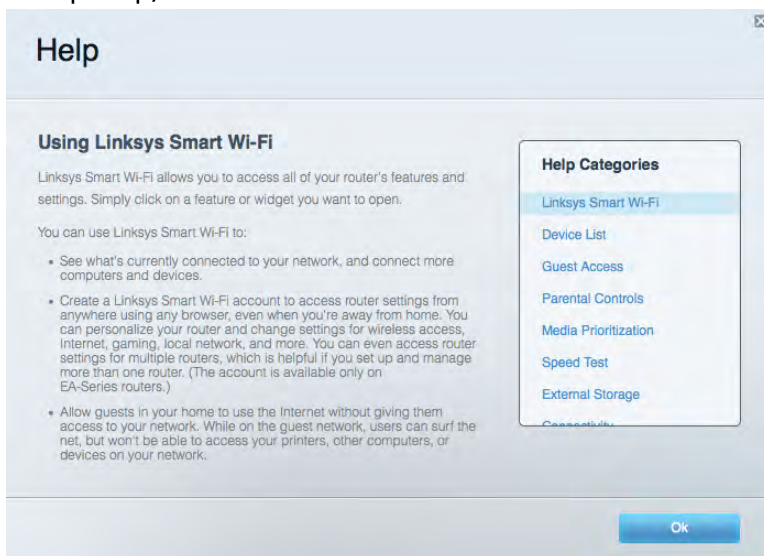 Help
Using Linksys Smart Wi-Fi
Linksys Smart Wi-Fi allows you to access all of your router's features and
settings. Simply click on a feature or widget you want to open.
You can use Linksys Smart Wi-Fi to:
• See what's currently connected to your network, and connect more
computers and devices.
• Create a Linksys Smart Wi-Fi account to access router settings from
anywhere using any browser, even when you're away from home. You
can personalize your router and change settings for wireless access,
Internet, gaming, local network, and more. You can even access router
settings for multiple routers, which is helpful if you set up and manage
more than one router. (The account is available only on
EA-Series routers.)
• Allow guests in your home to use the Internet without giving them
access to your network. While on the guest network, users can surf the
net, but won't be able to access your printers, other computers, or
devices on your network.
Help Categories
Linksys Smart Wi-Fi
Device List
Guest Access
Parental Controls
Media Prioritization
Speed Test
External Storage
Connectivity
Ok